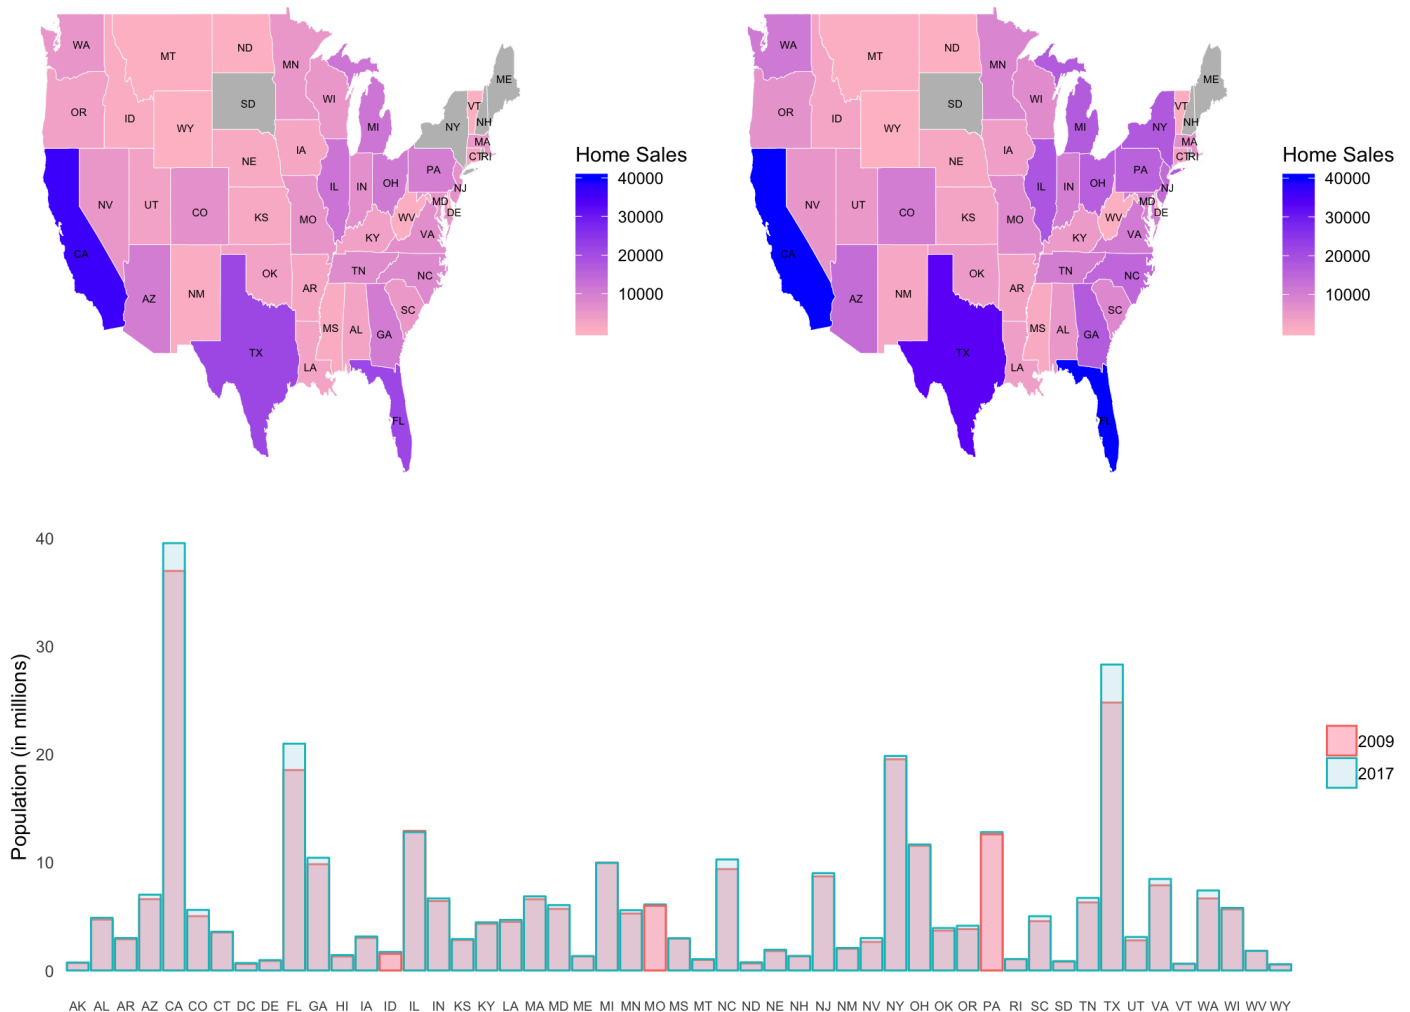 WA
MT
ND
MN
ME
OR
ID
SD
WI
VT
NH
WY
MI
NY
MA
NE
IA
CT
RI
PA
NV
UT
CO
KS
MO
IL
IN
OH
NJ
MD
DE
WV
VA
KY
CA
AZ
NM
OK
AR
TN
NC
SC
MS
AL
GA
TX
LA
FL
Home Sales
40000
30000
20000
10000
WA
MT
ND
MN
ME
OR
ID
SD
WI
VT
NH
WY
MI
NY
MA
NE
IA
CT
RI
PA
NV
UT
CO
KS
MO
IL
IN
OH
NJ
MD
DE
WV
VA
KY
CA
AZ
NM
OK
AR
TN
NC
SC
MS
AL
GA
TX
LA
FL
Home Sales
40000
30000
20000
10000
Population (in millions)
40
30
20
10
0
AK AL AR AZ CA CO CT DC DE FL GA HI IA ID IL IN KS KY LA MA MD ME MI MN MO MS MT NC ND NE NH NJ NM NV NY OH OK OR PA RI SC SD TN TX UT VA VT WA WI WV WY
2009
2017